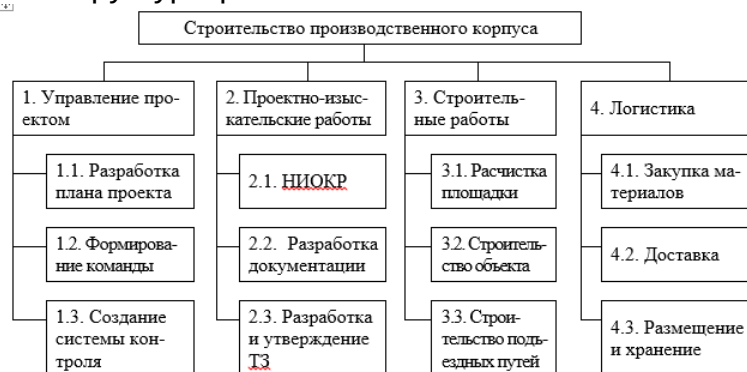 Строительство производственного корпуса
1. Управление про-
ектом
1.1. Разработка
плана проекта
1.2. Формирова-
ние команды
1.3. Создание
системы кон-
троля
2. Проектно-изыс-
кательские работы
2.1. НИОКР
2.2. Разработка
документации
2.3. Разработка
и утверждение
ТЗ
3. Строитель-
ные работы
3.1. Расчистка
площадки
3.2. Строитель-
ство объекта
3.3. Строи-
тельство подъ-
ездных путей
4. Логистика
4.1. Закупка ма-
териалов
4.2. Доставка
4.3. Размещение
и хранение